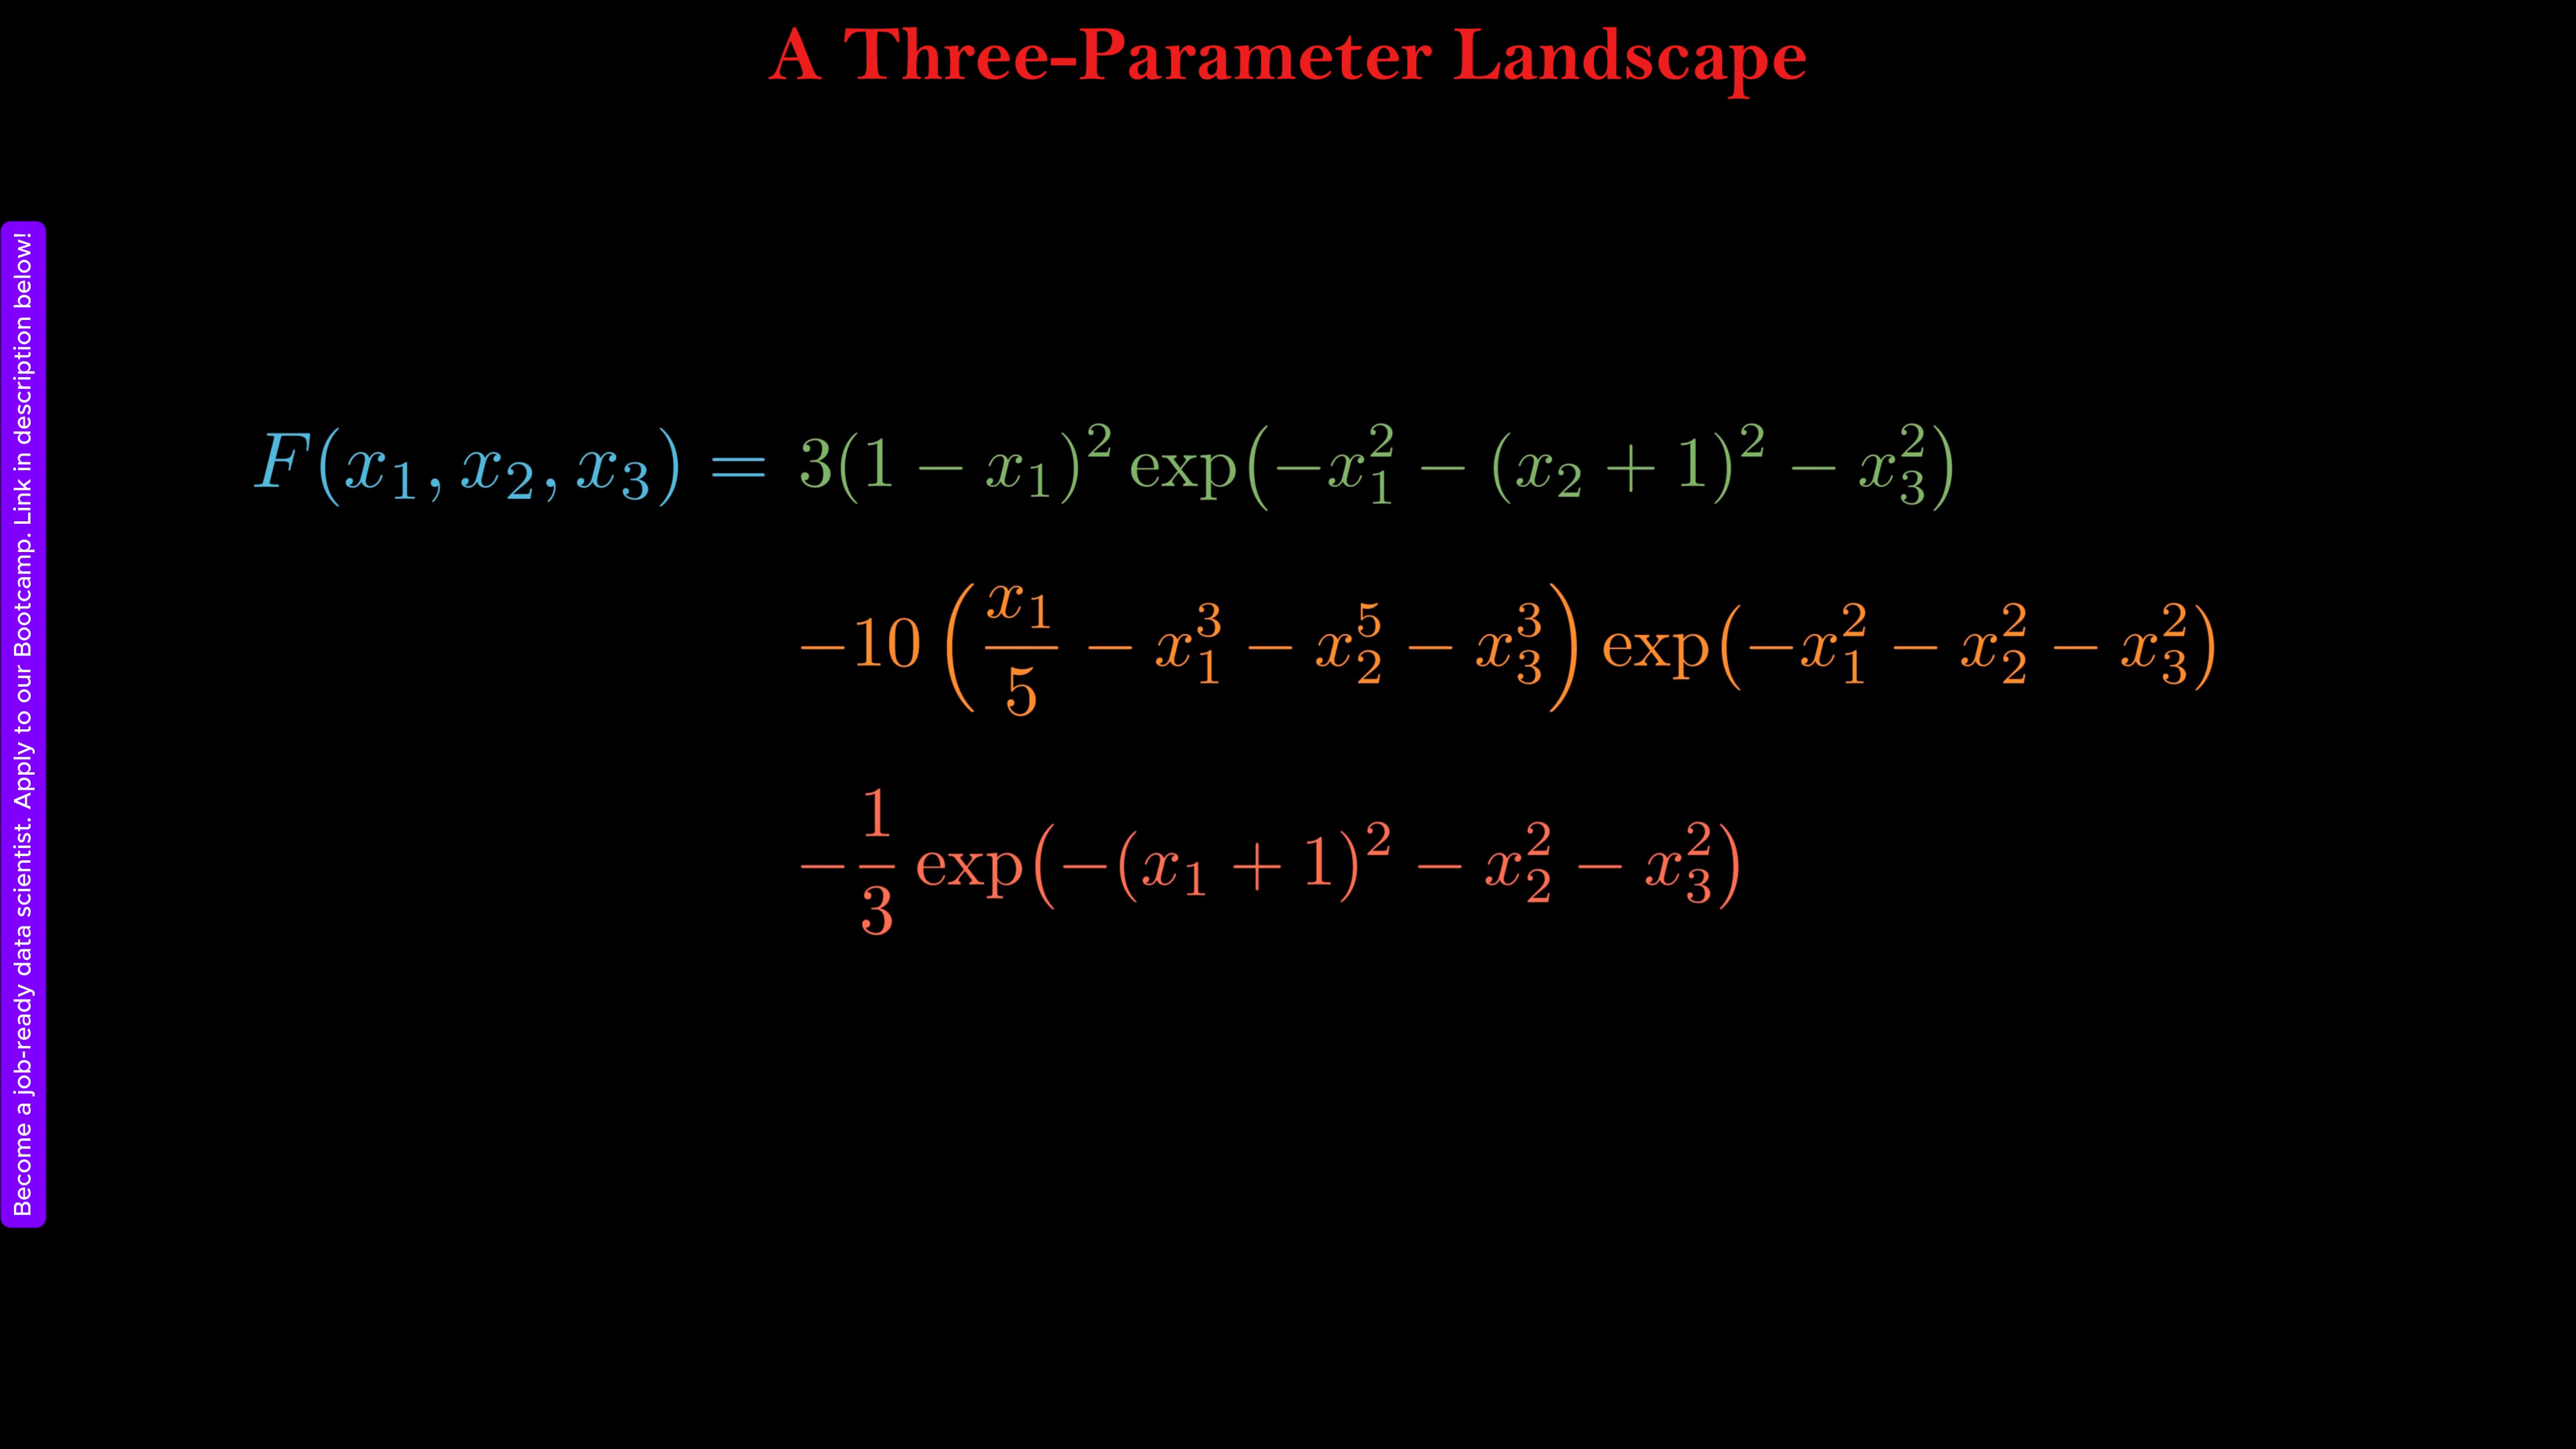 A Three-Parameter Landscape
F(x₁, x₂, x₃) = 3(1 − x₁)² exp(−x₁² − (x₂ + 1)² − x₃²)
−10 (x₁/5 − x₁³ − x₂⁵ − x₃³) exp(−x₁² − x₂² − x₃²)
−1/3 exp(−(x₁ + 1)² − x₂² − x₃²)
Become a job-ready data scientist. Apply to our Bootcamp. Link in description below!